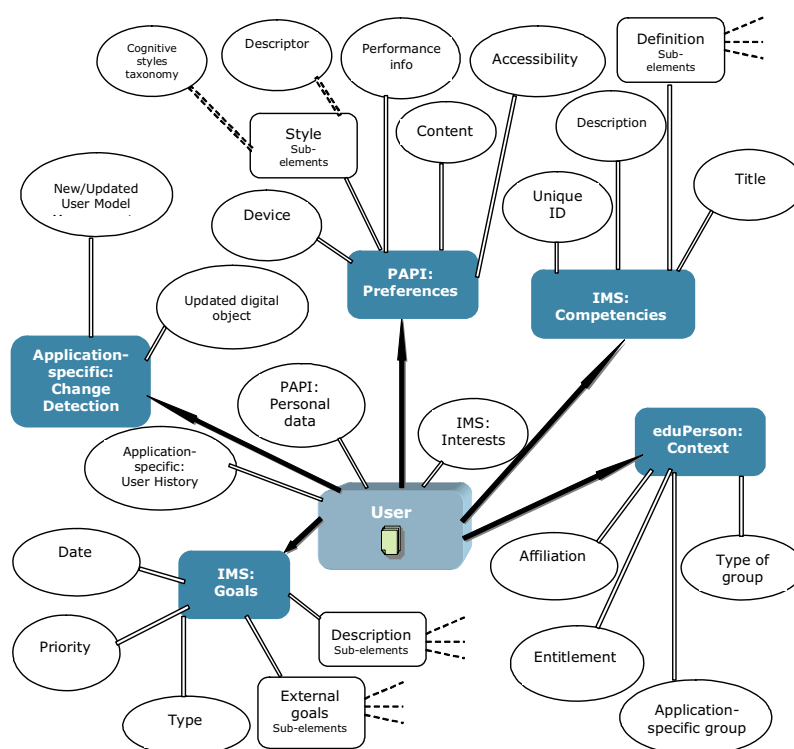 Cognitive
styles
taxonomy
Descriptor
Performance
info
Accessibility
Definition
Sub-
elements
Style
Sub-
elements
Content
Description
New/Updated
User Model
Device
Unique
ID
Title
PAPI:
Preferences
IMS:
Competencies
Updated digital
object
Application-
specific:
Change
Detection
PAPI:
Personal
data
IMS:
Interests
eduPerson:
Context
Application-
specific:
User History
User
Date
IMS:
Goals
Affiliation
Type of
group
Priority
Description
Sub-elements
Entitlement
Type
External
goals
Sub-elements
Application-
specific group